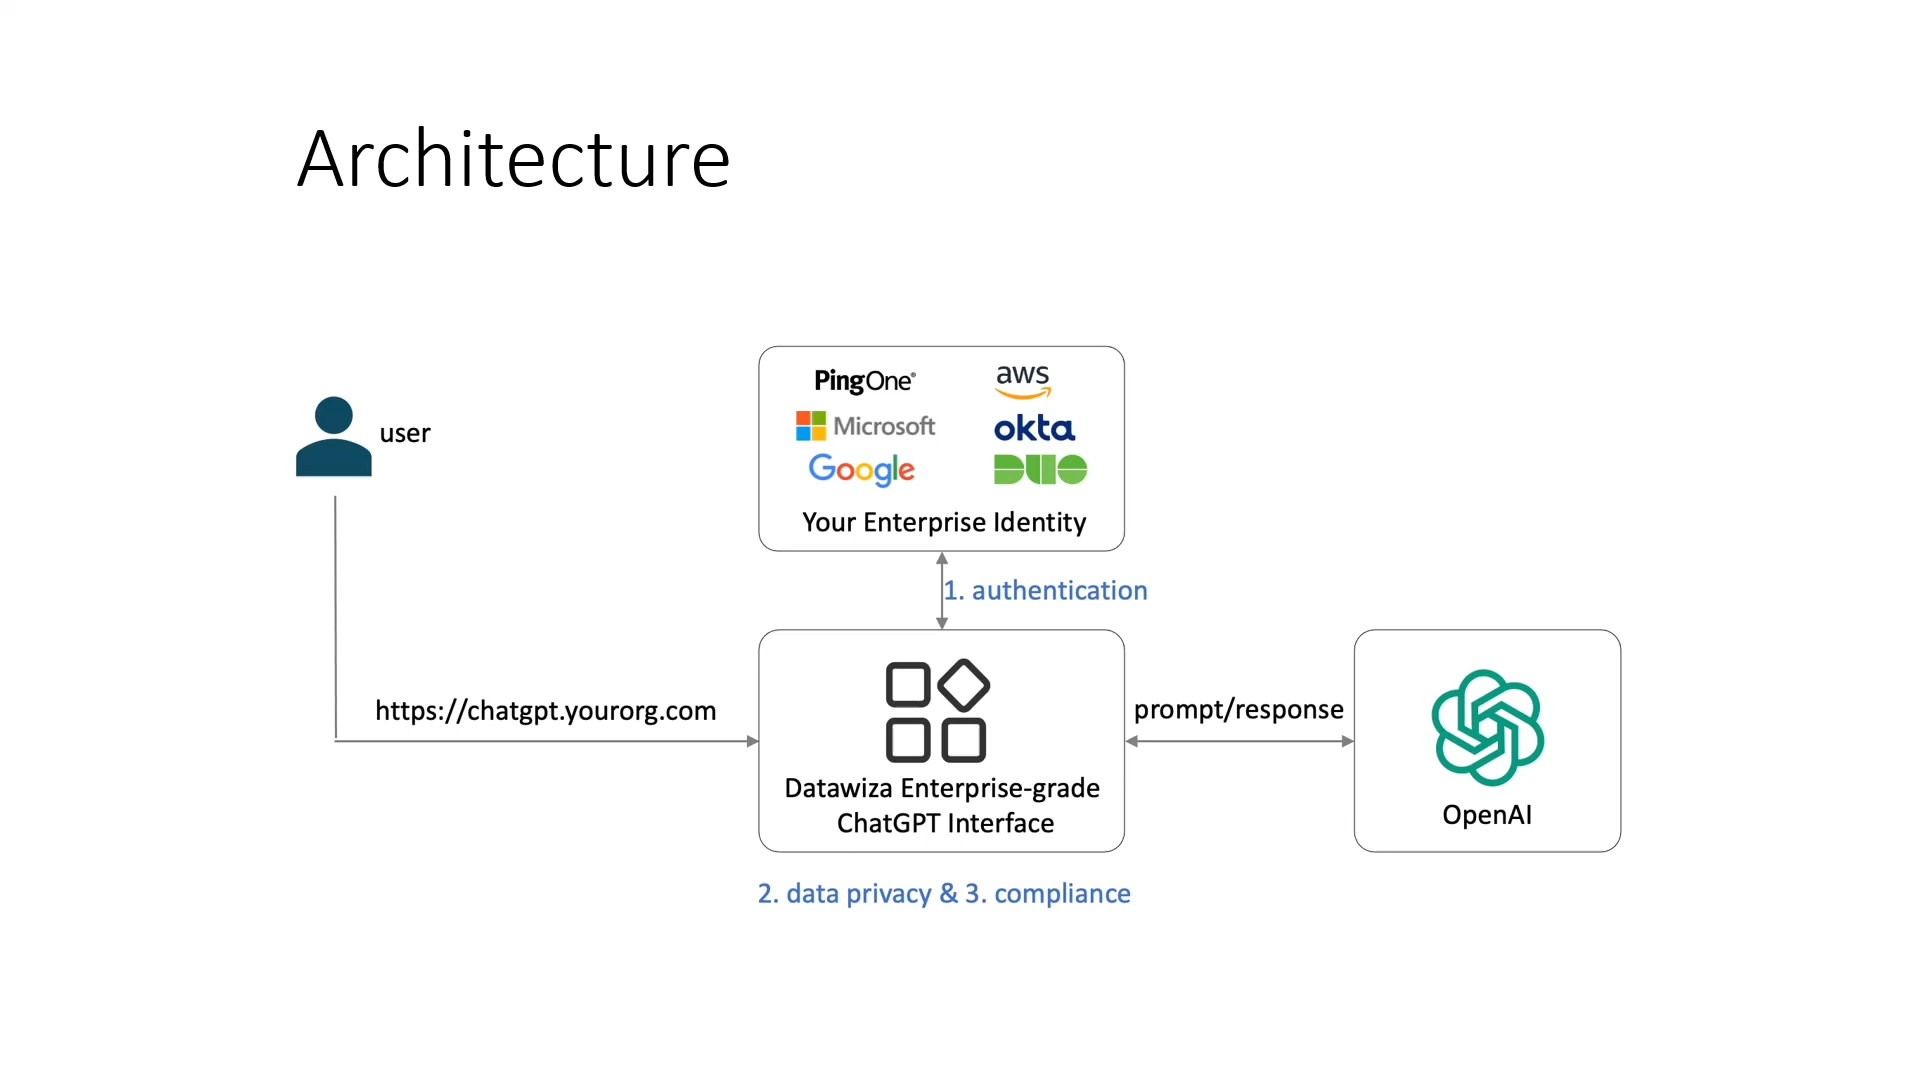 Architecture
user
PingOne®
aws
Microsoft
okta
Google
DUO
Your Enterprise Identity
1. authentication
https://chatgpt.yourorg.com
prompt/response
Datawiza Enterprise-grade
ChatGPT Interface
OpenAI
2. data privacy & 3. compliance